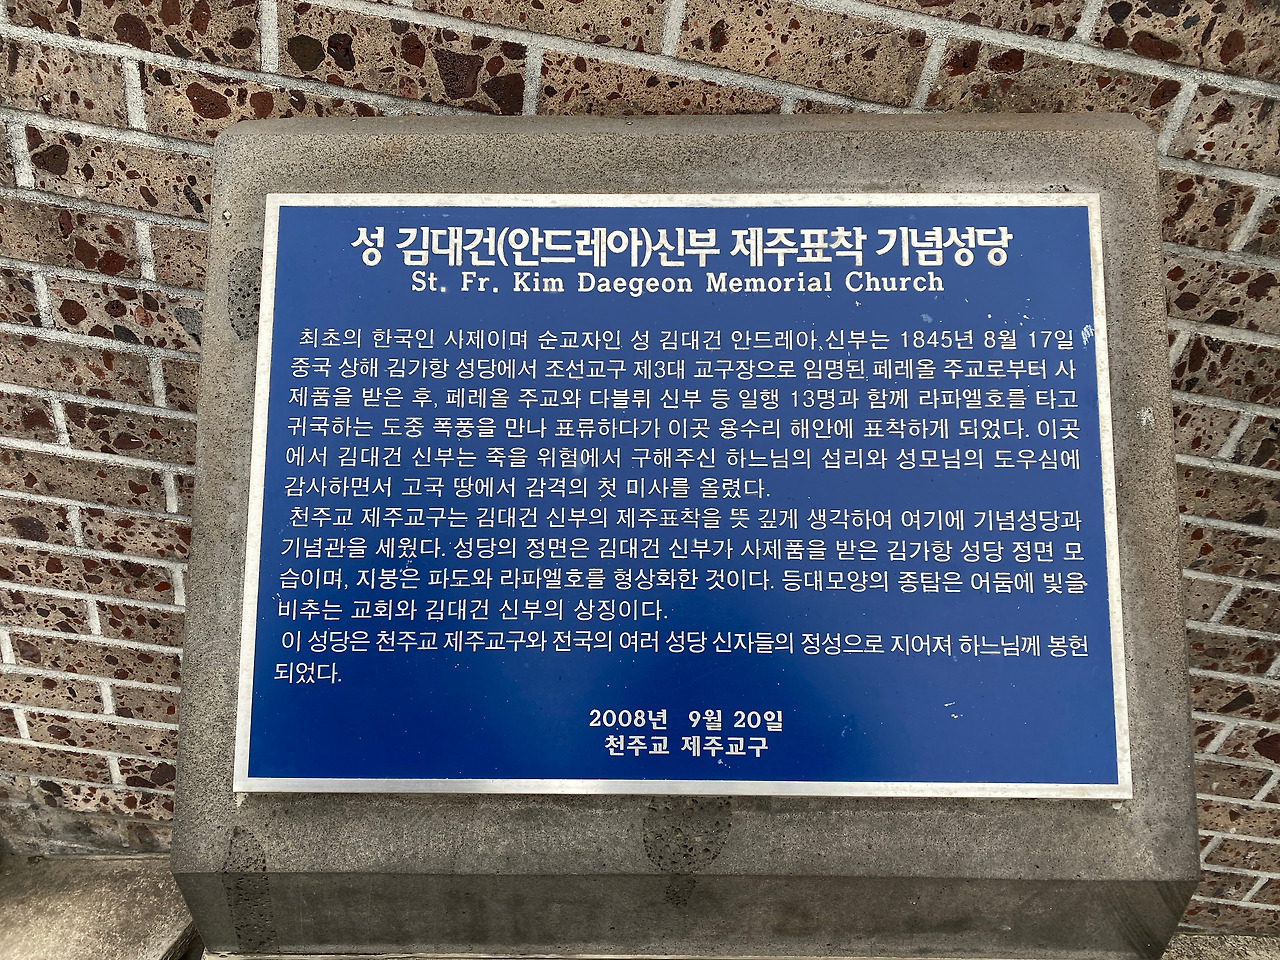 성 김대건(안드레아)신부 제주표착 기념성당
St. Fr. Kim Daegeon Memorial Church
최초의 한국인 사제이며 순교자인 성 김대건 안드레아 신부는 1845년 8월 17일
중국 상해 김가항 성당에서 조선교구 제3대 교구장으로 임명된 페레올 주교로부터 사
제품을 받은 후, 페레올 주교와 다블뤼 신부 등 일행 13명과 함께 라파엘호를 타고
귀국하는 도중 폭풍을 만나 표류하다가 이곳 용수리 해안에 표착하게 되었다. 이곳
에서 김대건 신부는 죽을 위험에서 구해주신 하느님의 섭리와 성모님의 도우심에
감사하면서 고국 땅에서 감격의 첫 미사를 올렸다.
천주교 제주교구는 김대건 신부의 제주표착을 뜻 깊게 생각하여 여기에 기념성당과
기념관을 세웠다. 성당의 정면은 김대건 신부가 사제품을 받은 김가항 성당 정면 모
습이며, 지붕은 파도와 라파엘호를 형상화한 것이다. 등대모양의 종탑은 어둠에 빛을
비추는 교회와 김대건 신부의 상징이다.
이 성당은 천주교 제주교구와 전국의 여러 성당 신자들의 정성으로 지어져 하느님께 봉헌
되었다.
2008년 9월 20일
천주교 제주교구